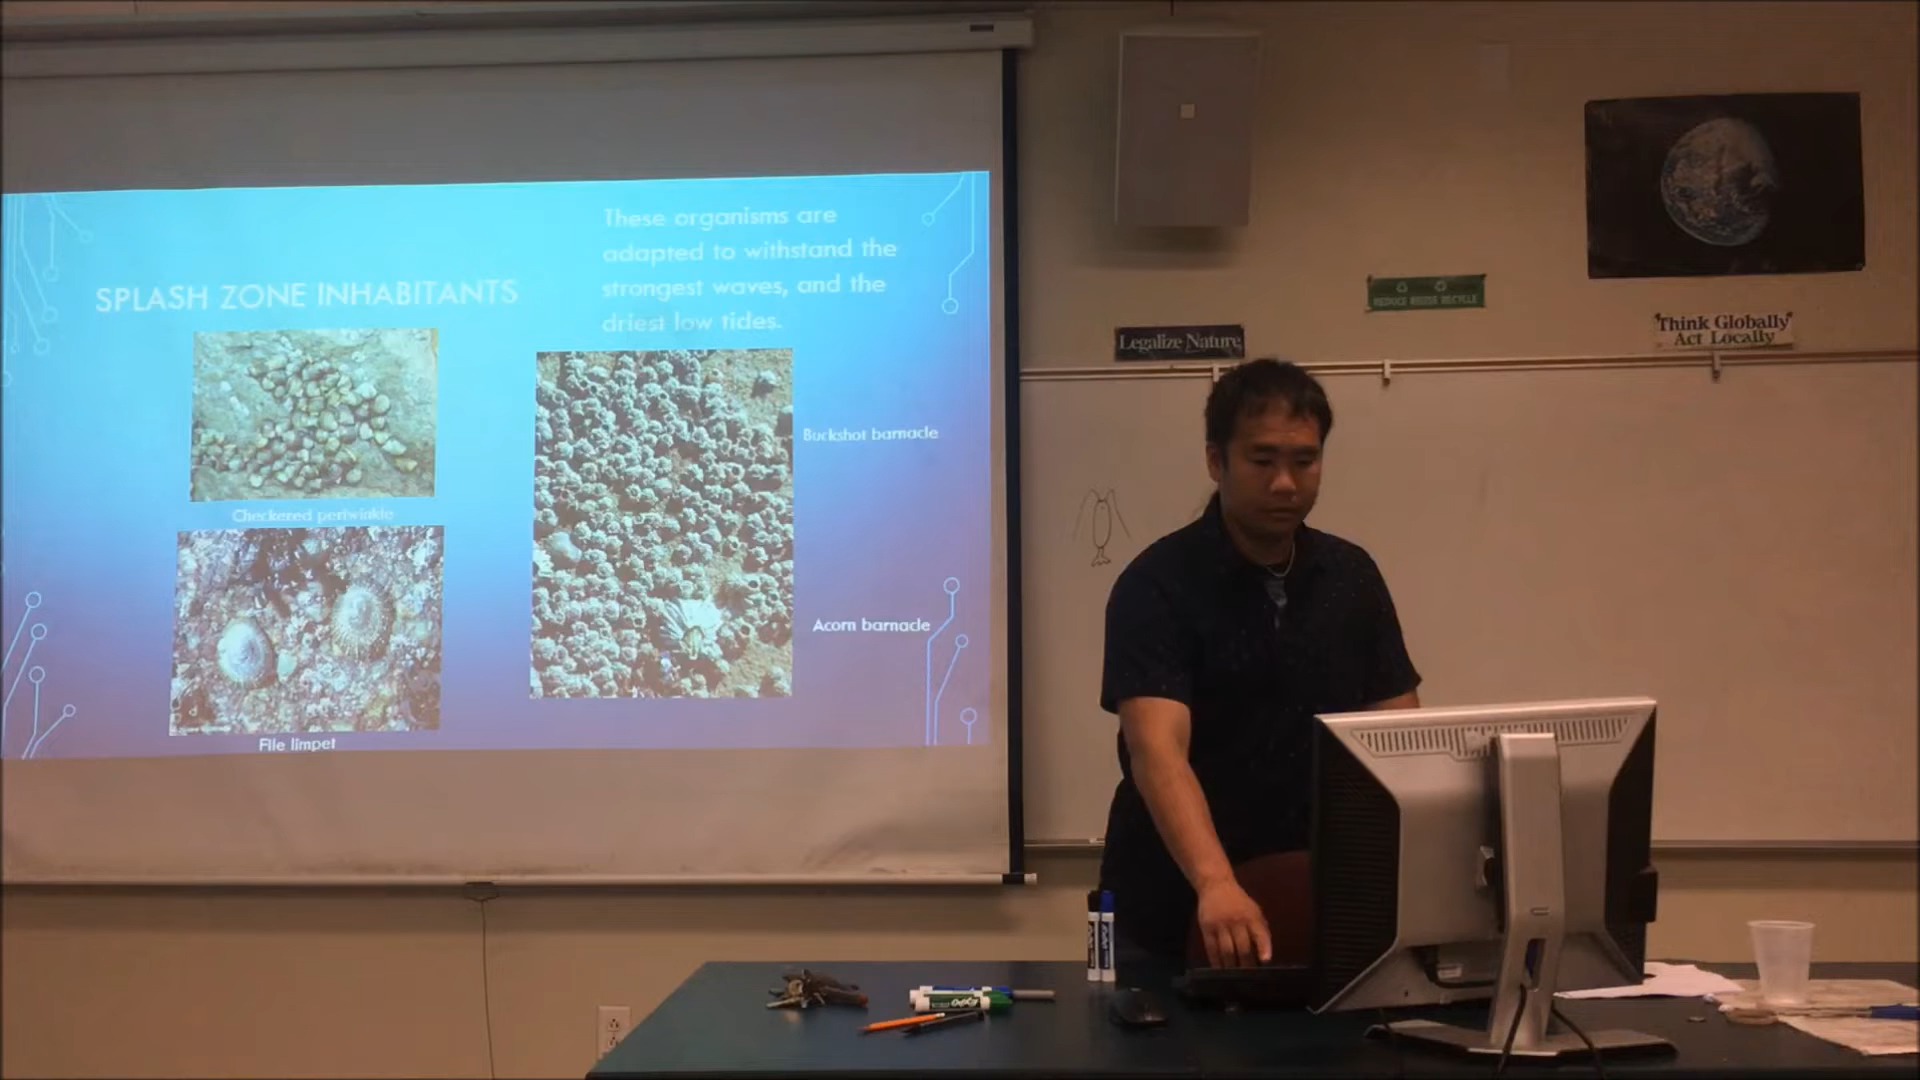 SPLASH ZONE INHABITANTS
These organisms are
adapted to withstand the
strongest waves, and the
driest low tides.
Checkered periwinkle
File limpet
Buckshot barnacle
Acorn barnacle
Legalize Nature
REDUCE REUSE RECYCLE
"Think Globally
Act Locally"
EXPO